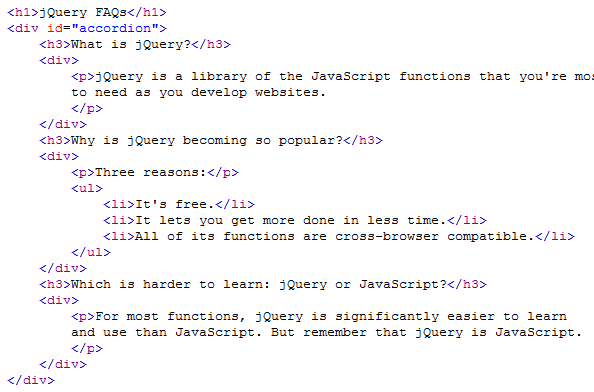 <h1>jQuery FAQs</h1>
<div id="accordion">
    <h3>What is jQuery?</h3>
    <div>
        <p>jQuery is a library of the JavaScript functions that you're
        to need as you develop websites.
        </p>
    </div>
    <h3>Why is jQuery becoming so popular?</h3>
    <div>
        <p>Three reasons:</p>
        <ul>
            <li>It's free.</li>
            <li>It lets you get more done in less time.</li>
            <li>All of its functions are cross-browser compatible.</li>
        </ul>
    </div>
    <h3>Which is harder to learn: jQuery or JavaScript?</h3>
    <div>
        <p>For most functions, jQuery is significantly easier to learn
        and use than JavaScript. But remember that jQuery is JavaScript.
        </p>
    </div>
</div>